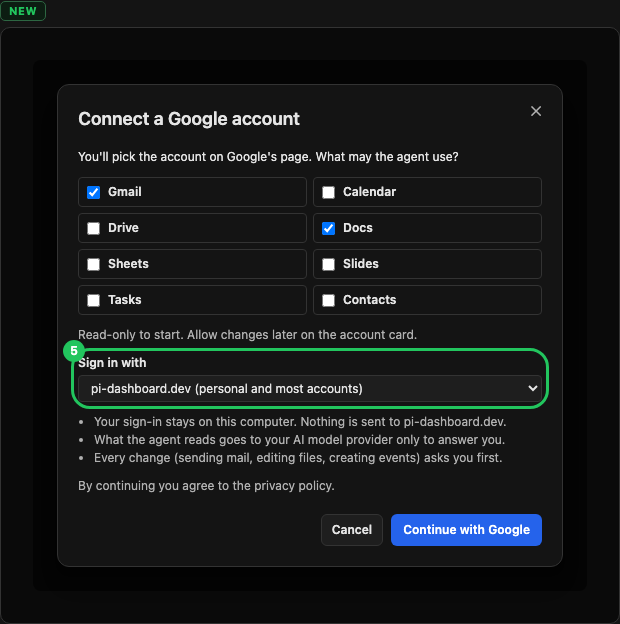 NEW
Connect a Google account
You'll pick the account on Google's page. What may the agent use?
Gmail
Calendar
Drive
Docs
Sheets
Slides
Tasks
Contacts
Read-only to start. Allow changes later on the account card.
5
Sign in with
pi-dashboard.dev (personal and most accounts)
• Your sign-in stays on this computer. Nothing is sent to pi-dashboard.dev.
• What the agent reads goes to your AI model provider only to answer you.
• Every change (sending mail, editing files, creating events) asks you first.
By continuing you agree to the privacy policy.
Cancel
Continue with Google